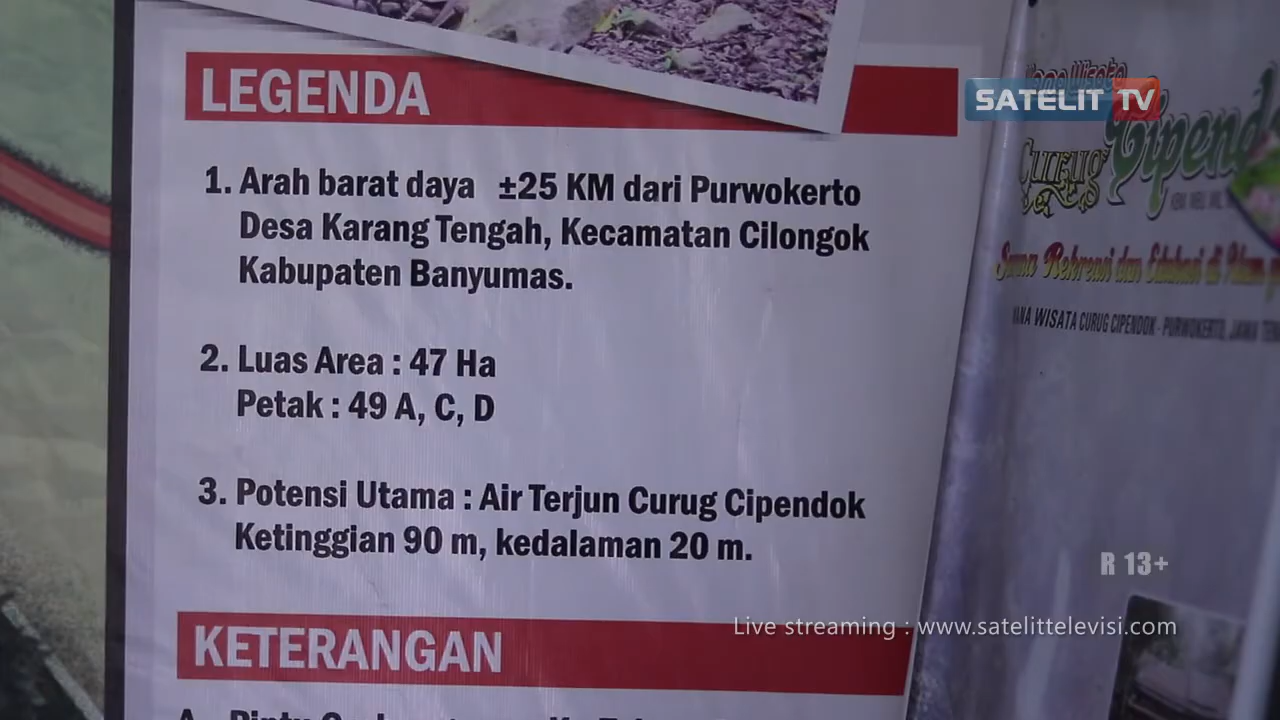 LEGENDA
1. Arah barat daya ±25 KM dari Purwokerto
Desa Karang Tengah, Kecamatan Cilongok
Kabupaten Banyumas.
2. Luas Area : 47 Ha
Petak : 49 A, C, D
3. Potensi Utama : Air Terjun Curug Cipendok
Ketinggian 90 m, kedalaman 20 m.
KETERANGAN
SATELIT TV
Curug
WISATA CURUG CIPENDOK - PURWOKERTO,
R 13+
Live streaming : www.satelittelevisi.com